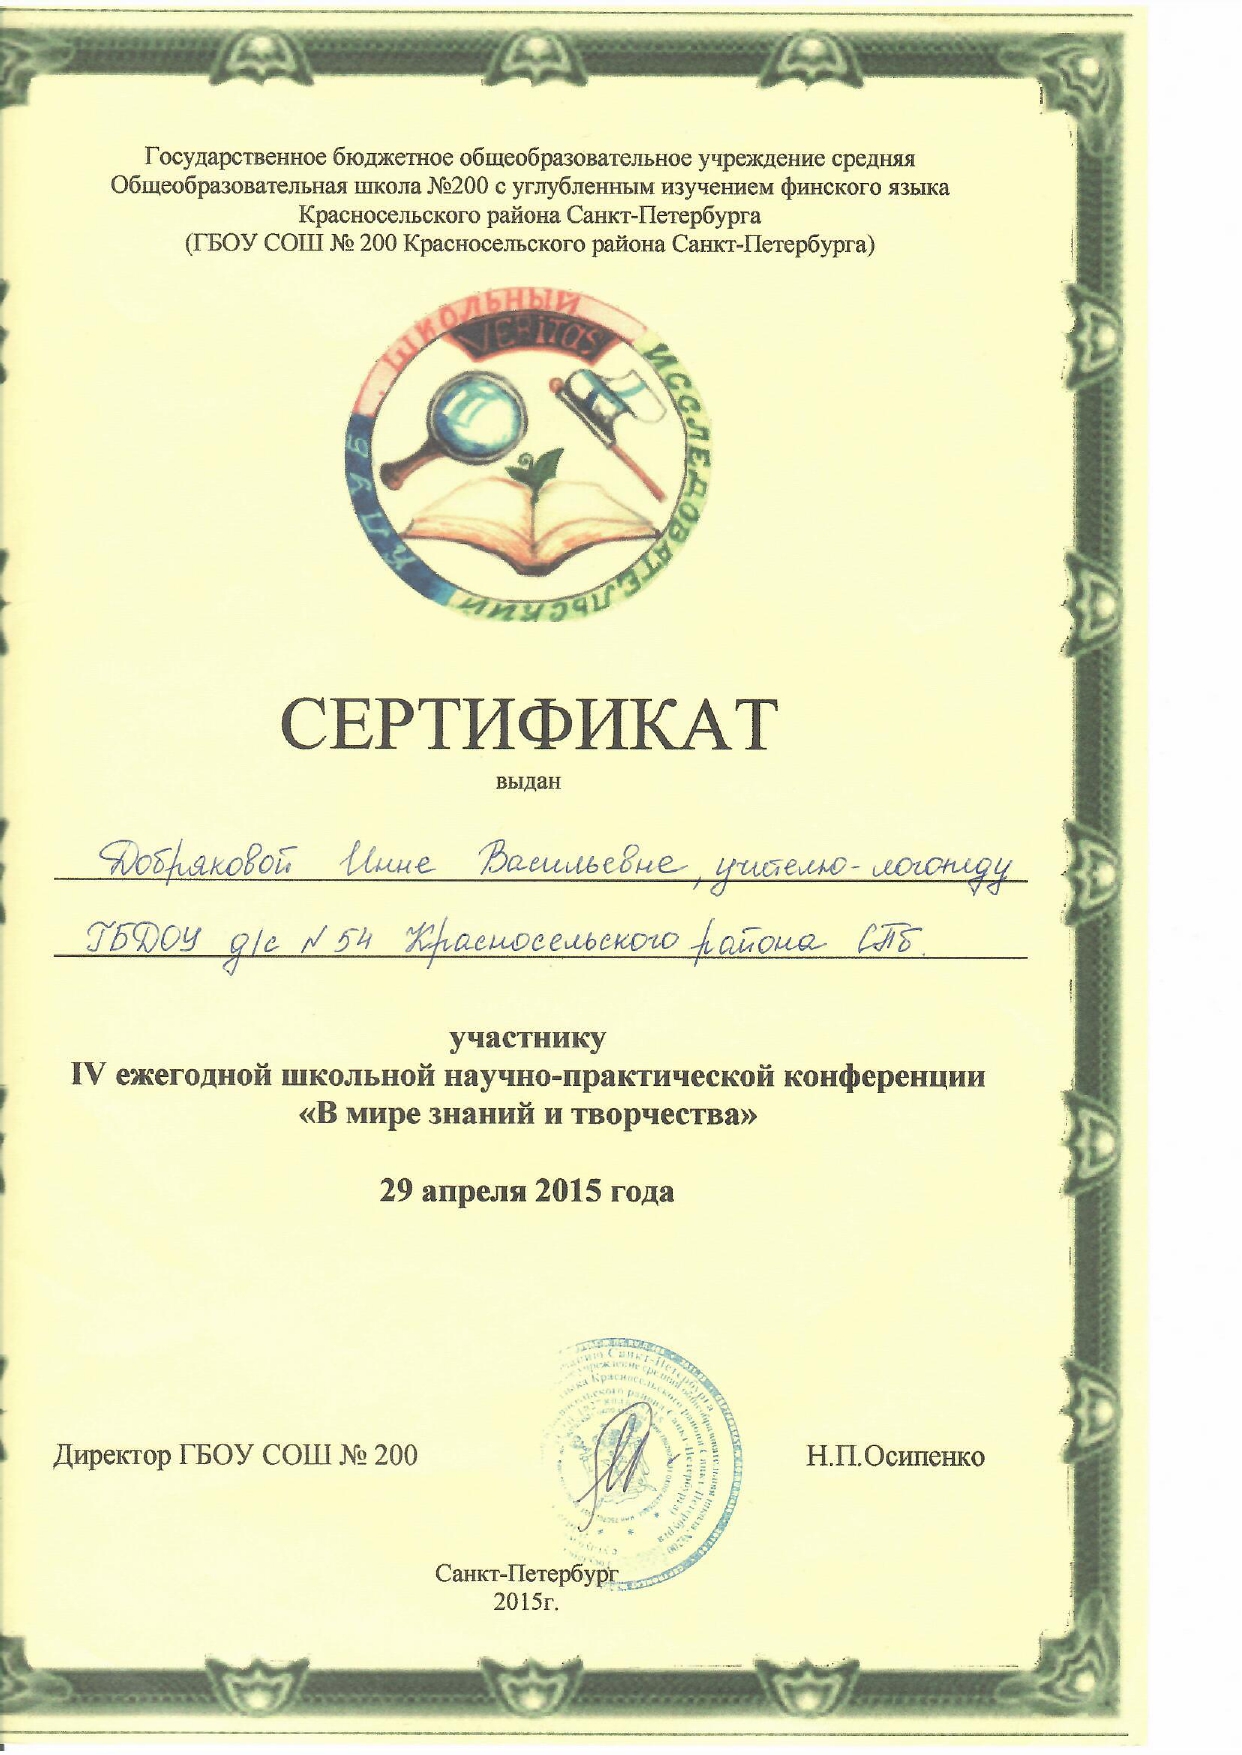 Государственное бюджетное общеобразовательное учреждение средняя
Общеобразовательная школа №200 с углубленным изучением финского языка
Красносельского района Санкт-Петербурга
(ГБОУ СОШ № 200 Красносельского района Санкт-Петербурга)
ШКОЛЬНЫЙ
VERITAS
ИССЛЕДОВАТЕЛЬСКИЙ
КЛУБ
СЕРТИФИКАТ
выдан
Добряковой Инне Васильевне, учителю-логопеду
ГБДОУ д/с N 54 Красносельского района СПб.
участнику
IV ежегодной школьной научно-практической конференции
«В мире знаний и творчества»
29 апреля 2015 года
Директор ГБОУ СОШ № 200
Н.П.Осипенко
Санкт-Петербург
2015г.